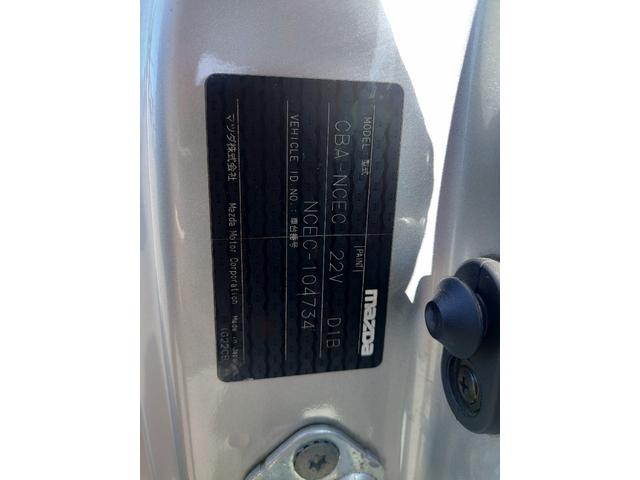 MODEL 型式 PAINT mazda
CBA-NCEC 22V D1B
VEHICLE ID NO.:車台番号
NCEC-104734
マツダ株式会社 Mazda Motor Corporation Made in Japan